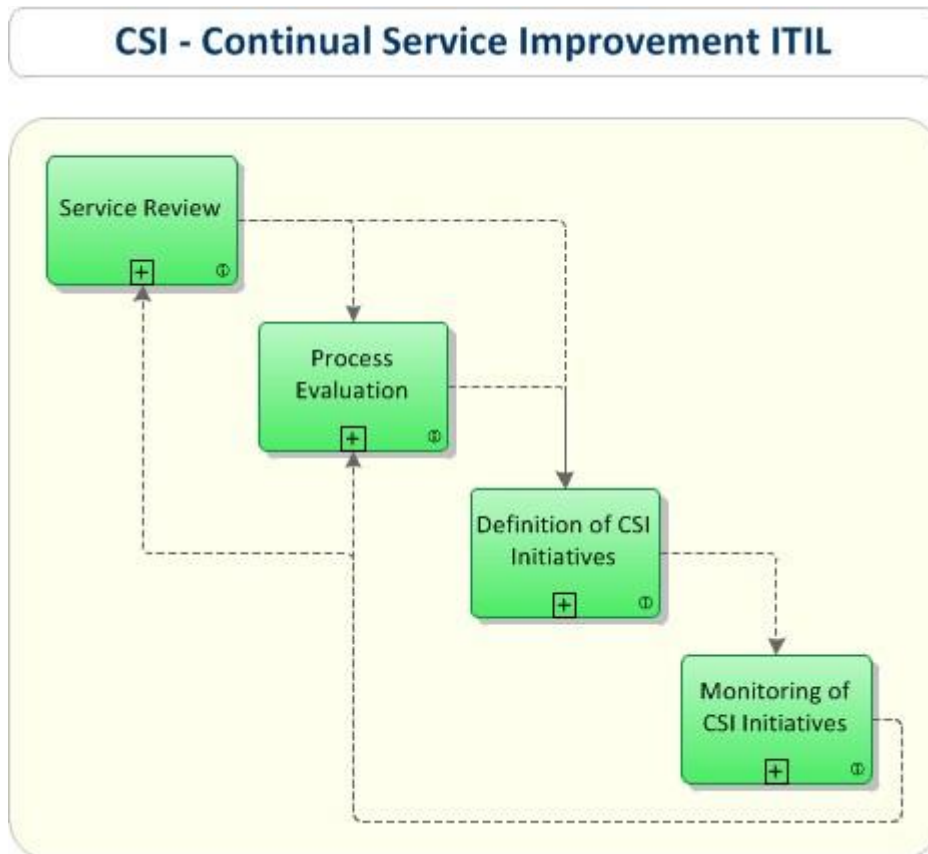 CSI - Continual Service Improvement ITIL
Service Review
Process
Evaluation
Definition of CSI
Initiatives
Monitoring of
CSI Initiatives